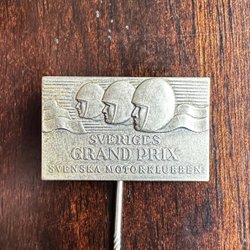 SVERIGES
GRAND PRIX
SVENSKA MOTORKLUBBEN